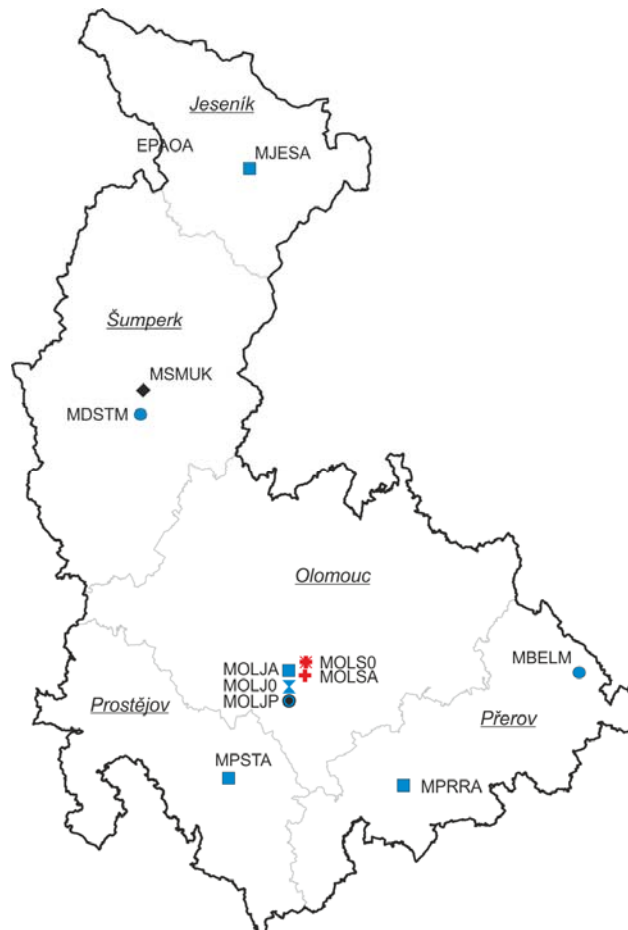 Jeseník
EPAOA
MJESA
Šumperk
MSMUK
MDSTM
Olomouc
MOLJA
MOLS0
MOLSA
MOLJ0
MOLJP
MBELM
Prostějov
Přerov
MPSTA
MPRRA